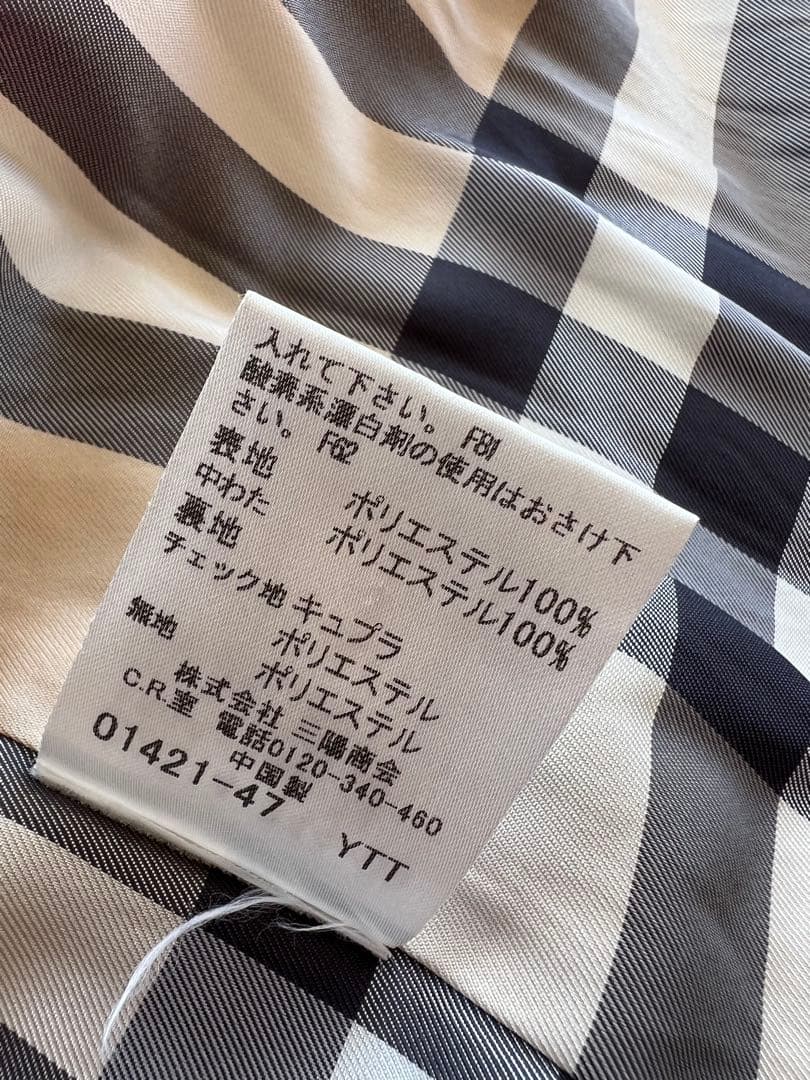 入れて下さい。 F81
酸素系漂白剤の使用はおさけ下
さい。 F62
表地 ポリエステル100%
中わた ポリエステル100%
裏地
チェック地 キュプラ
ポリエステル
無地 ポリエステル
株式会社 三陽商会
C.R.室 電話0120-340-460
中国製
01421-47 YTT